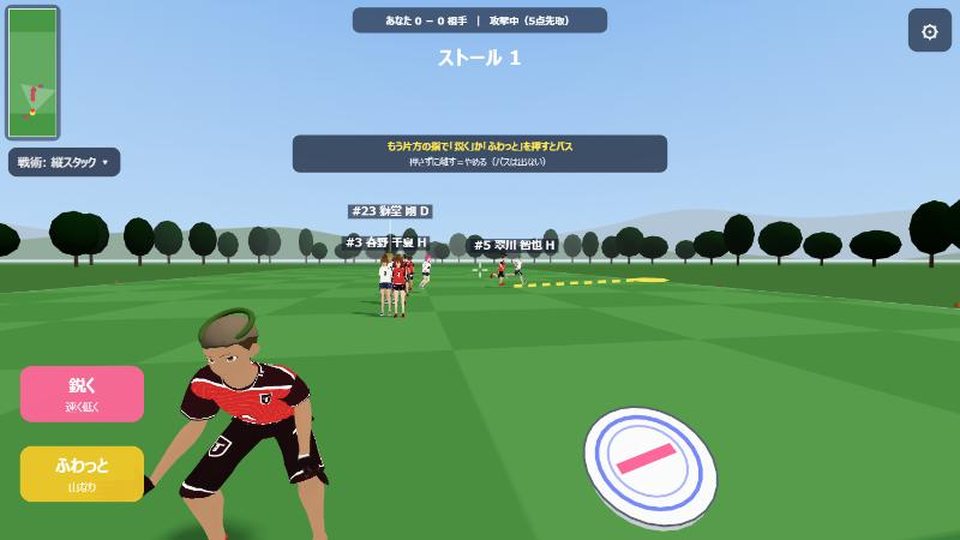 あなた 0 − 0 相手 | 攻撃中（5点先取）
ストール 1
戦術: 縦スタック ▼
もう片方の指で「鋭く」か「ふわっと」を押すとパス
押さずに離す＝やめる（パスは出ない）
#23 獅堂 剛 D
#3 春野 千夏 H
#5 翠川 智也 H
鋭く
速く低く
ふわっと
山なり